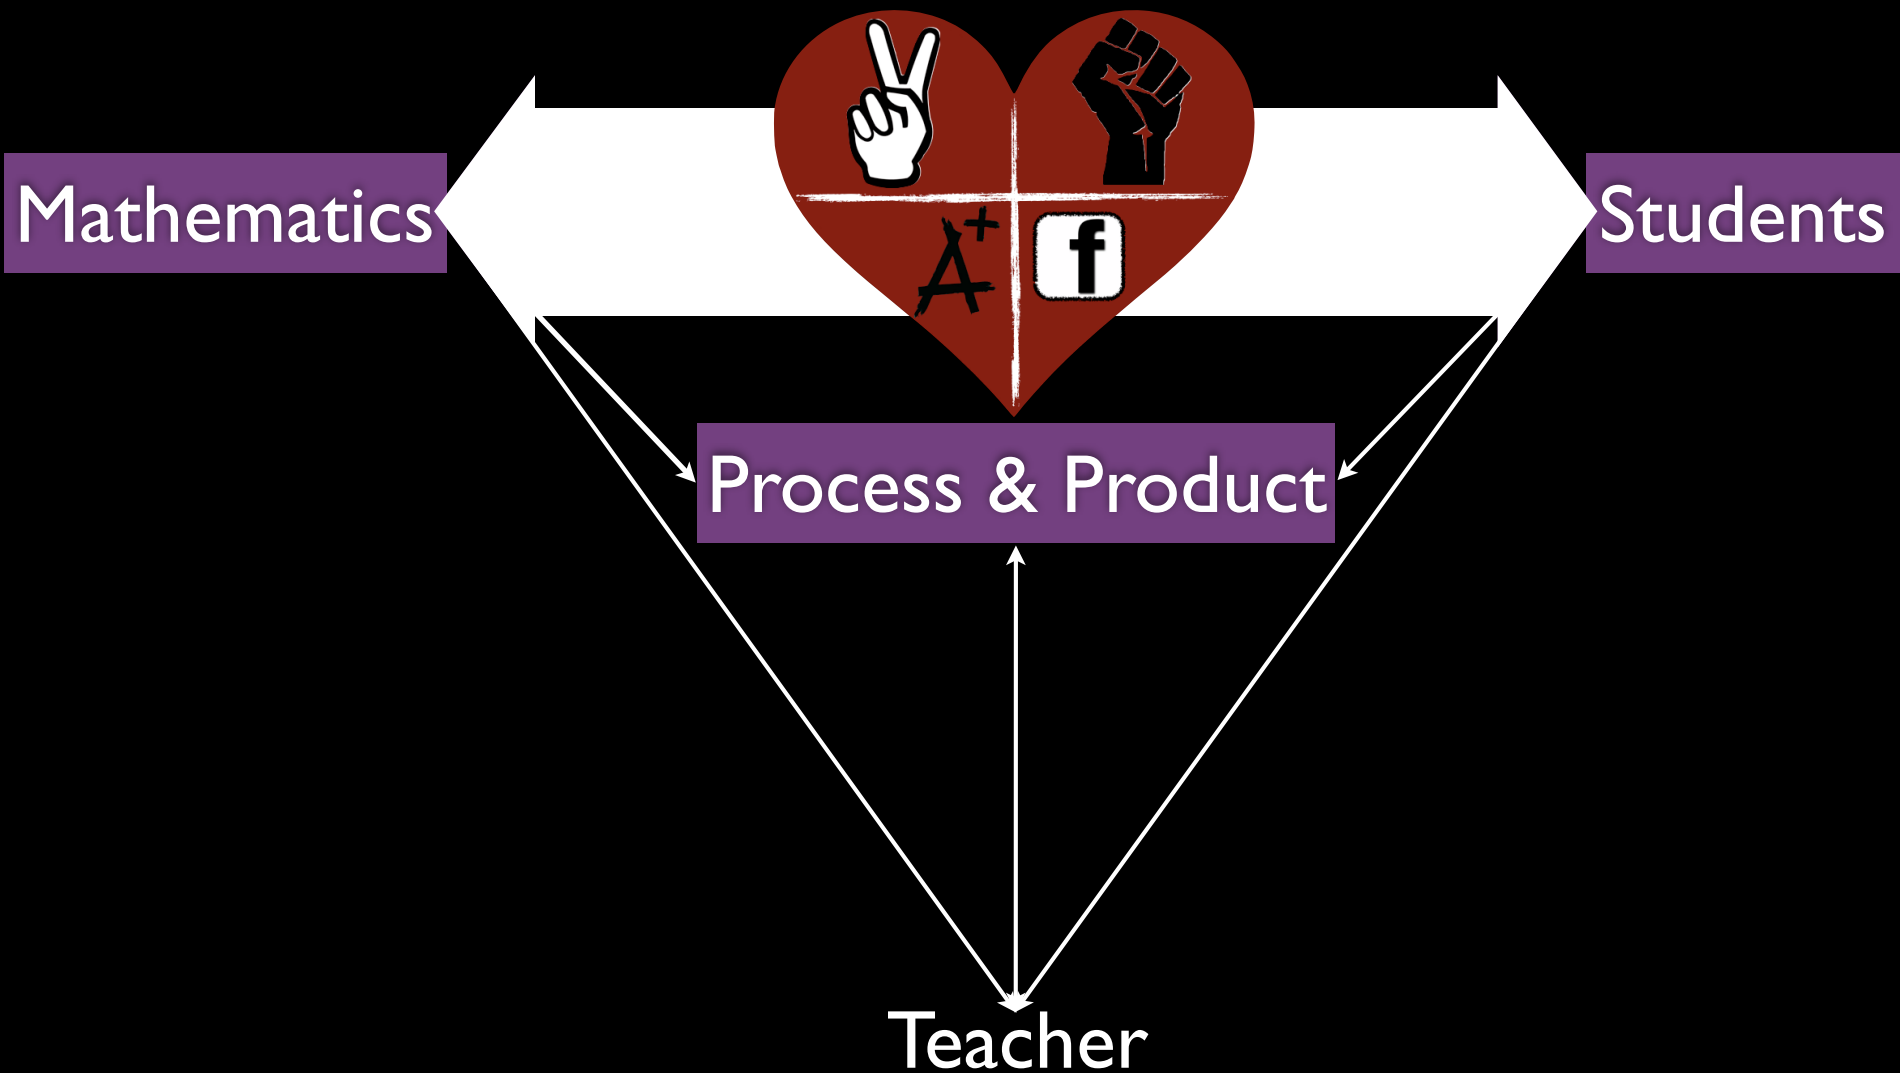 Mathematics
Students
A+
f
Process & Product
Teacher